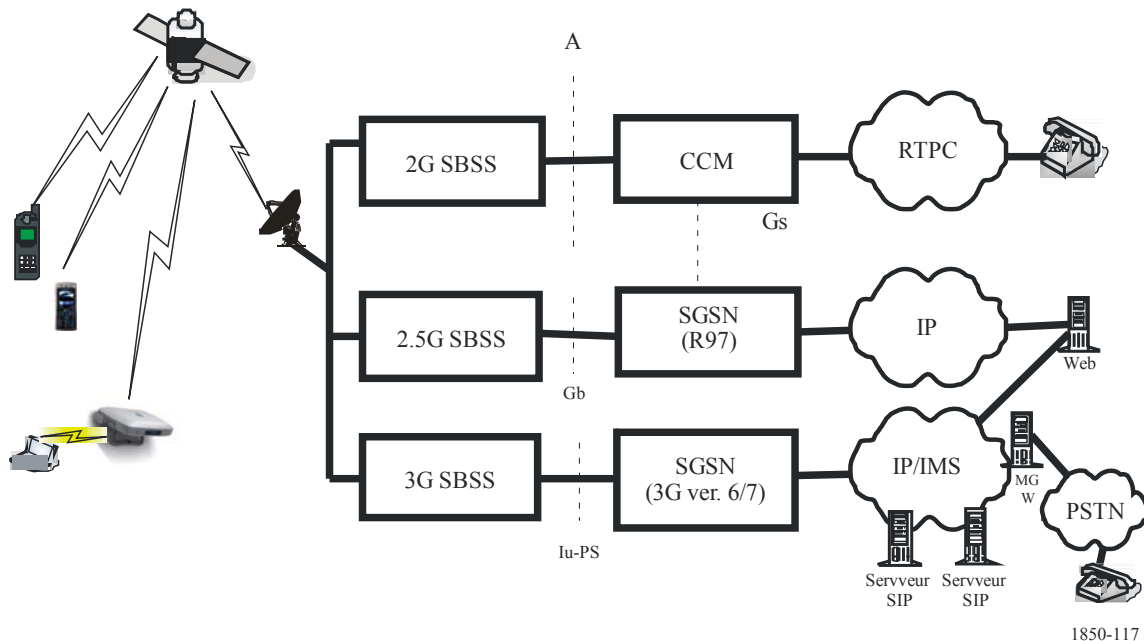 A
2G SBSS
CCM
RTPC
Gs
2.5G SBSS
SGSN
(R97)
IP
Web
Gb
3G SBSS
SGSN
(3G ver. 6/7)
IP/IMS
MG
W
PSTN
Iu-PS
Servveur
SIP
Servveur
SIP
1850-117